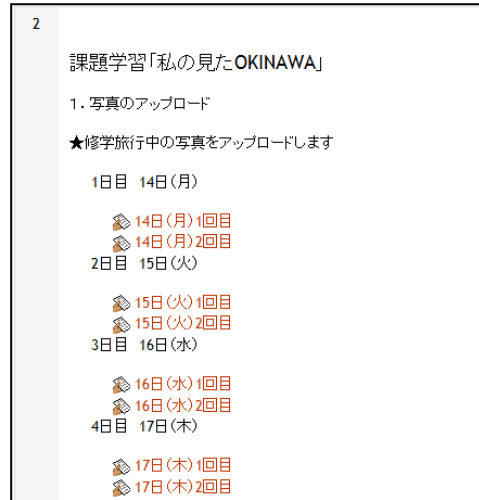 2
課題学習「私の見たOKINAWA」
1．写真のアップロード
★修学旅行中の写真をアップロードします
1日目 14日(月)
14日(月)1回目
14日(月)2回目
2日目 15日(火)
15日(火)1回目
15日(火)2回目
3日目 16日(水)
16日(水)1回目
16日(水)2回目
4日目 17日(木)
17日(木)1回目
17日(木)2回目